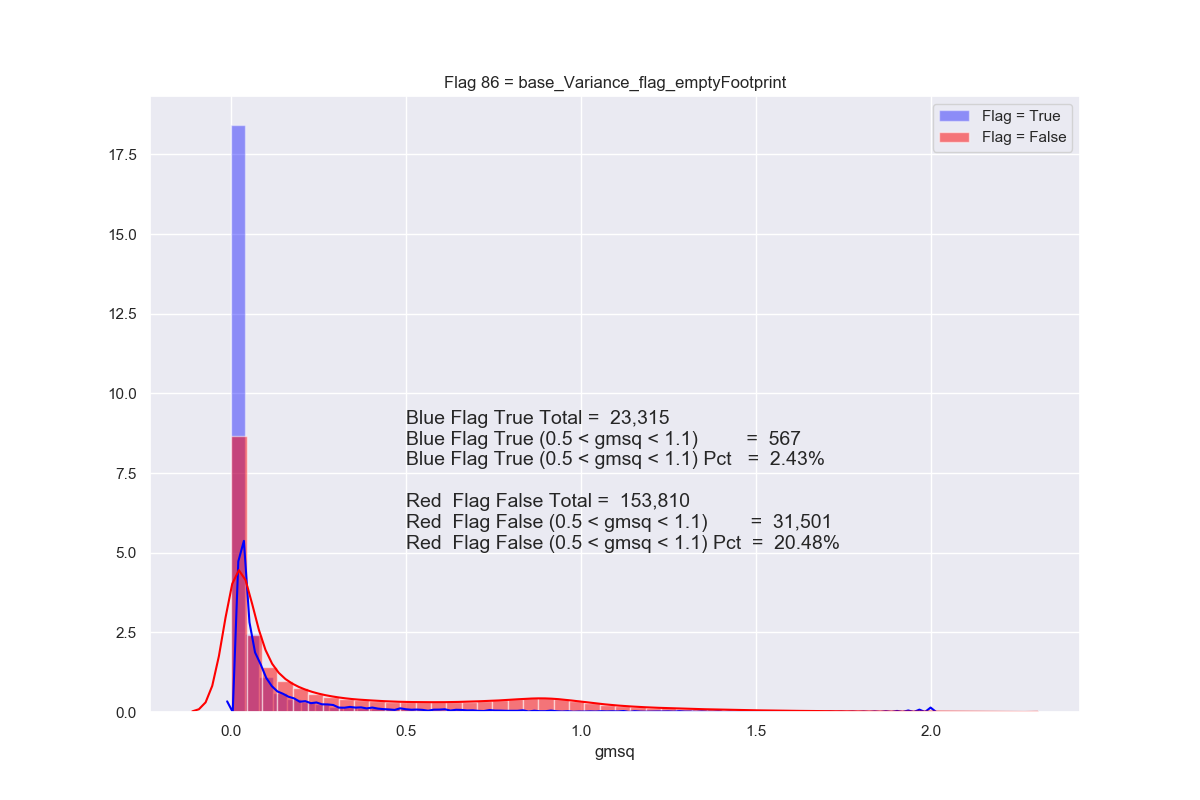 Flag 86 = base_Variance_flag_emptyFootprint
Flag = True
Flag = False
17.5
15.0
12.5
10.0
7.5
5.0
2.5
0.0
Blue Flag True Total = 23,315
Blue Flag True (0.5 < gmsq < 1.1) = 567
Blue Flag True (0.5 < gmsq < 1.1) Pct = 2.43%
Red Flag False Total = 153,810
Red Flag False (0.5 < gmsq < 1.1) = 31,501
Red Flag False (0.5 < gmsq < 1.1) Pct = 20.48%
0.0 0.5 1.0 1.5 2.0
gmsq